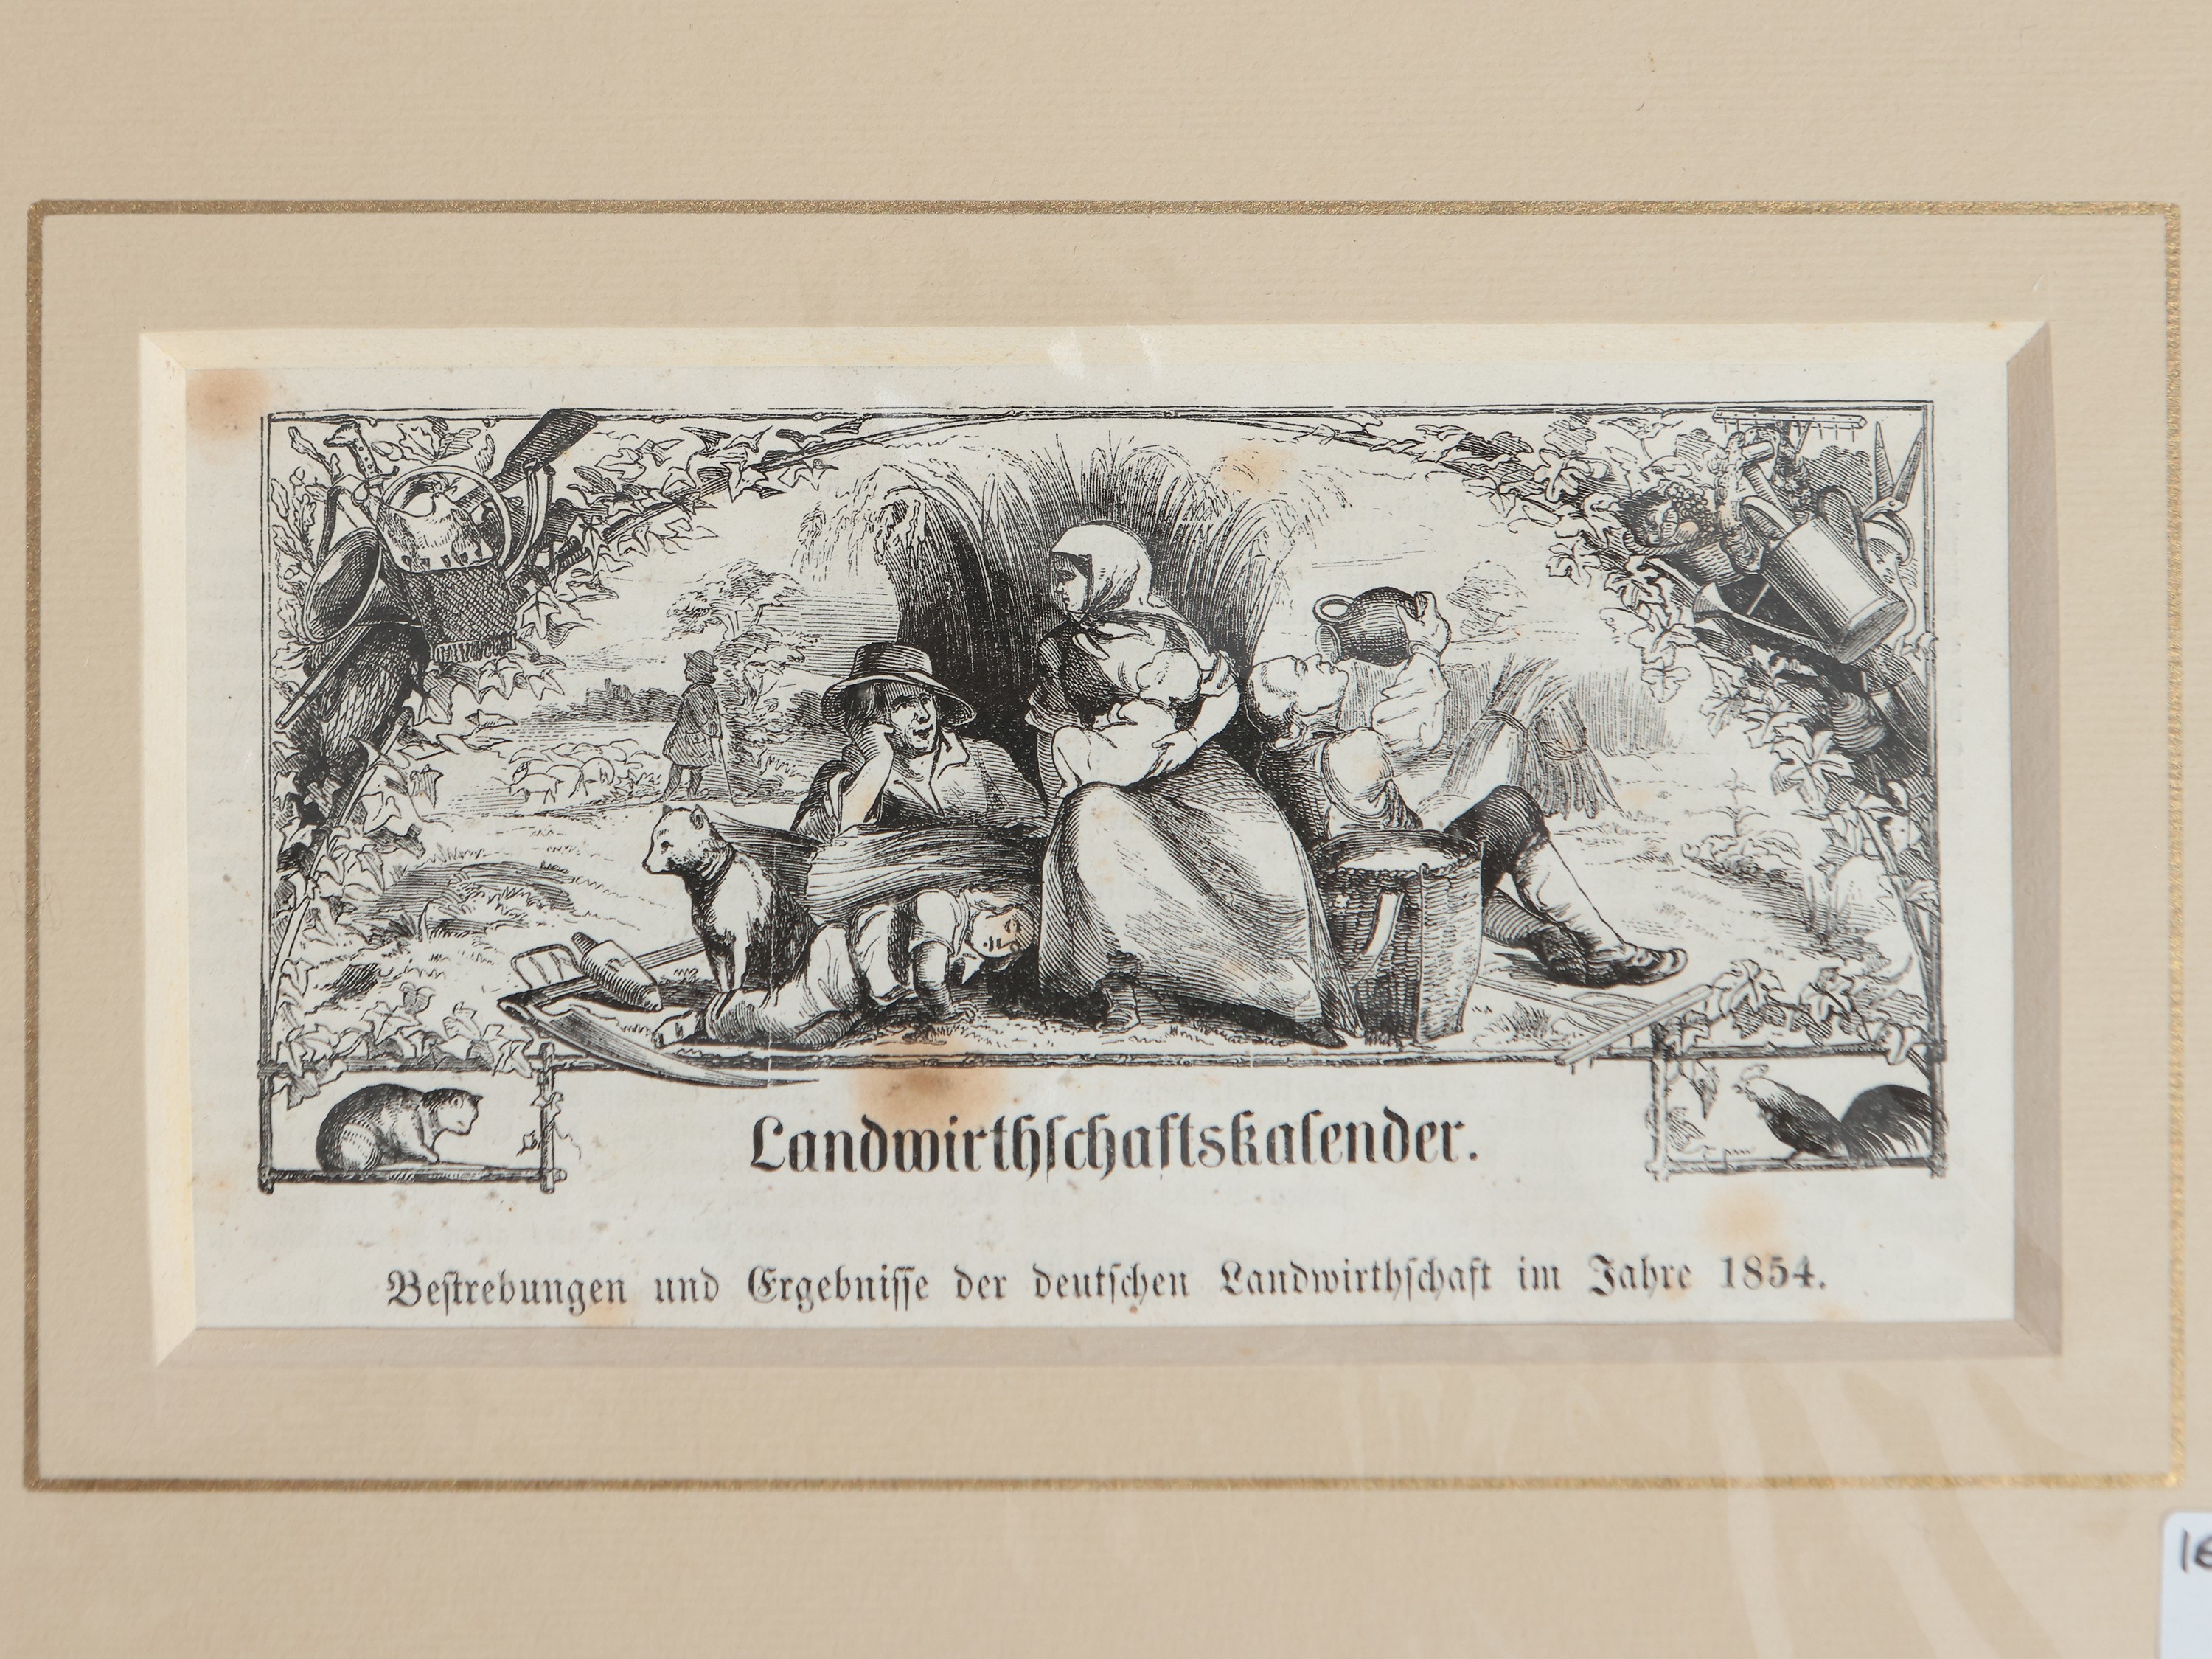 Landwirthſchaftskalender.
Beſtrebungen und Ergebniſſe der deutſchen Landwirthſchaft im Jahre 1854.